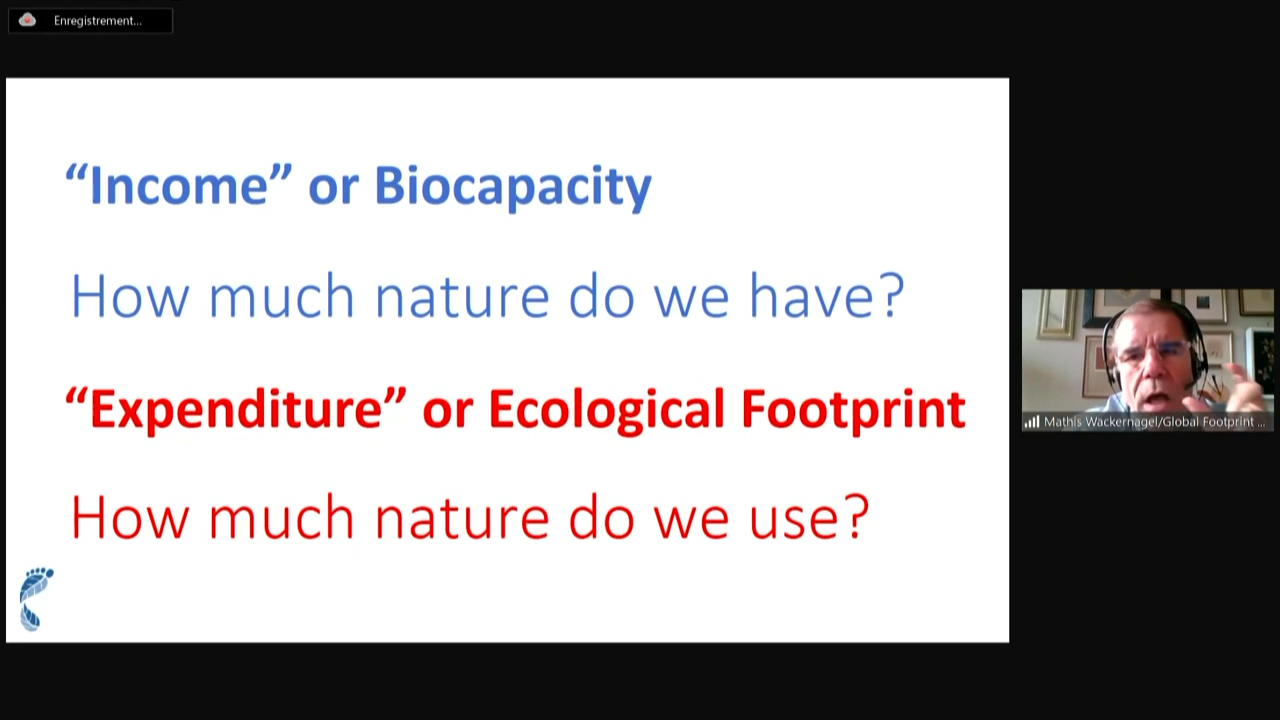 Enregistrement...
“Income” or Biocapacity
How much nature do we have?
“Expenditure” or Ecological Footprint
How much nature do we use?
Mathis Wackernagel/Global Footprint ...